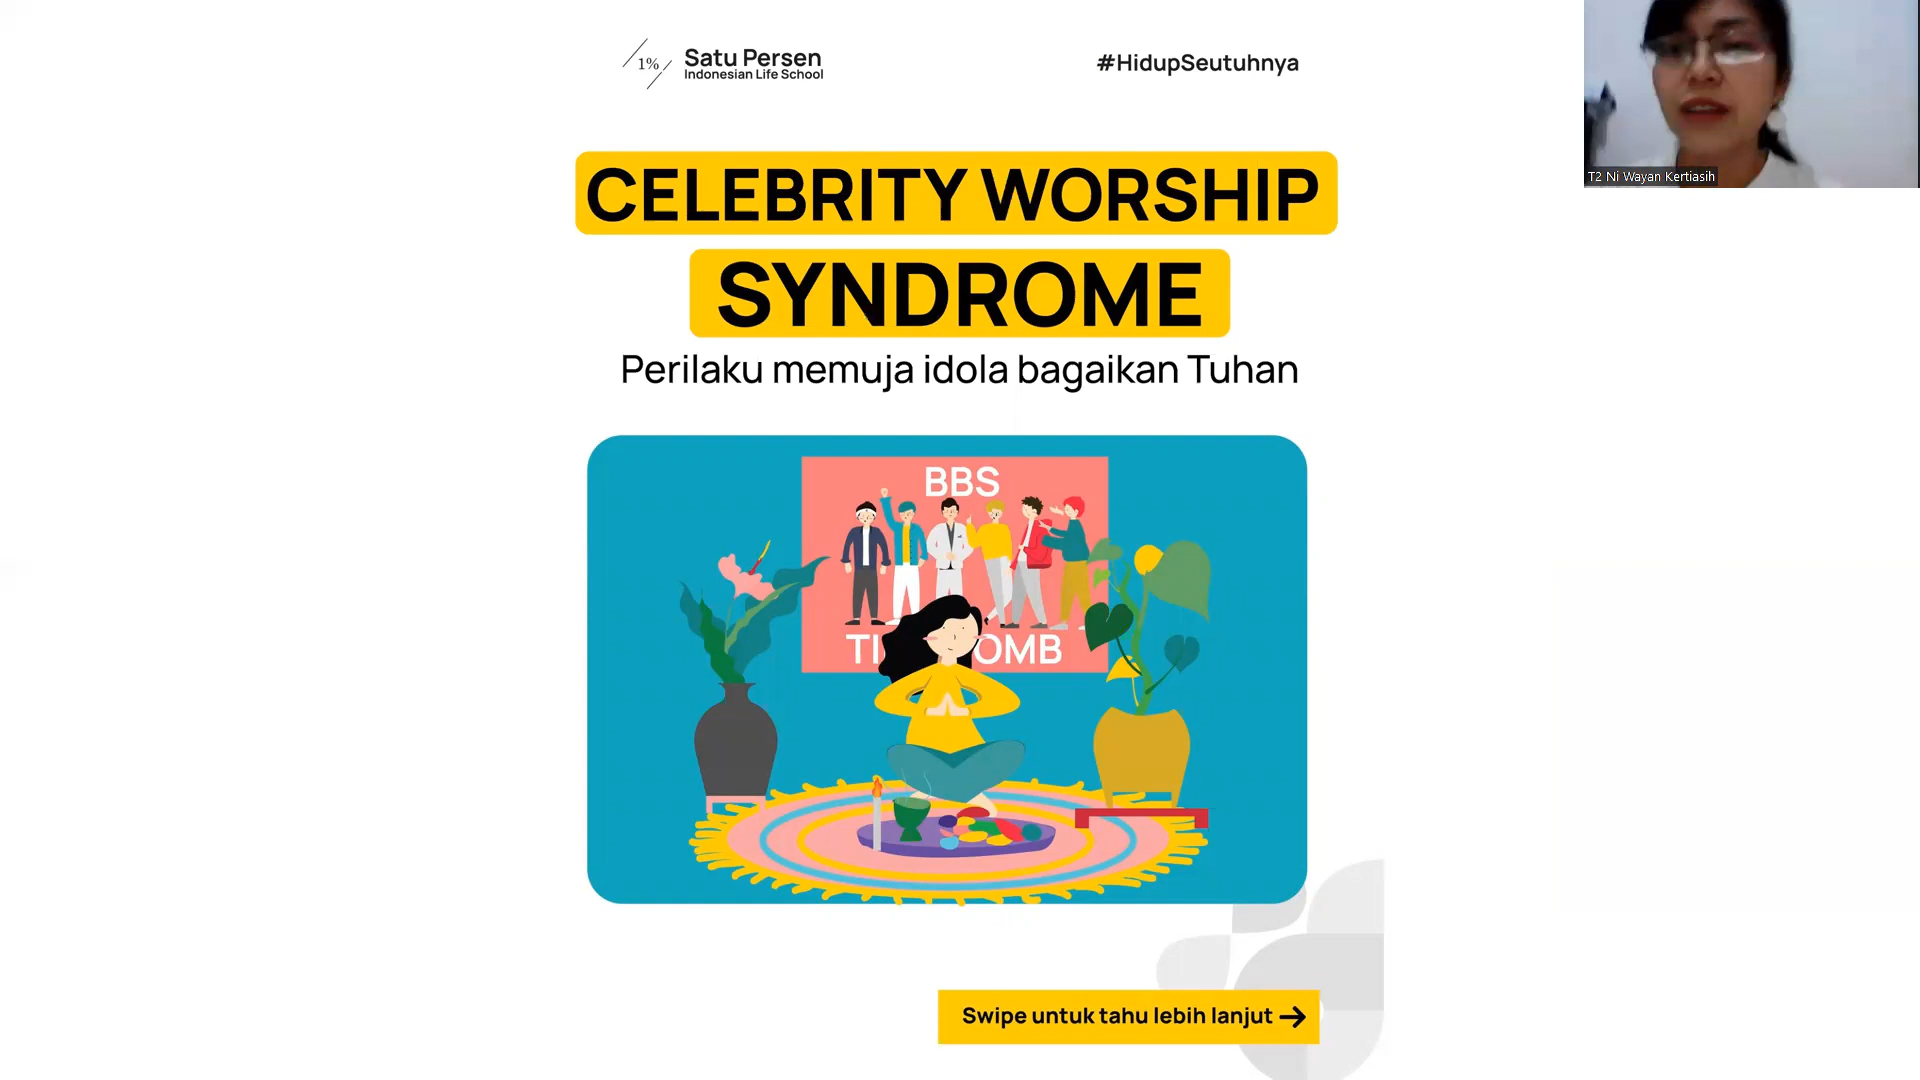 1%
Satu Persen
Indonesian Life School
#HidupSeutuhnya
T2 Ni Wayan Kertiasih
CELEBRITY WORSHIP
SYNDROME
Perilaku memuja idola bagaikan Tuhan
BBS
TI OMB
Swipe untuk tahu lebih lanjut